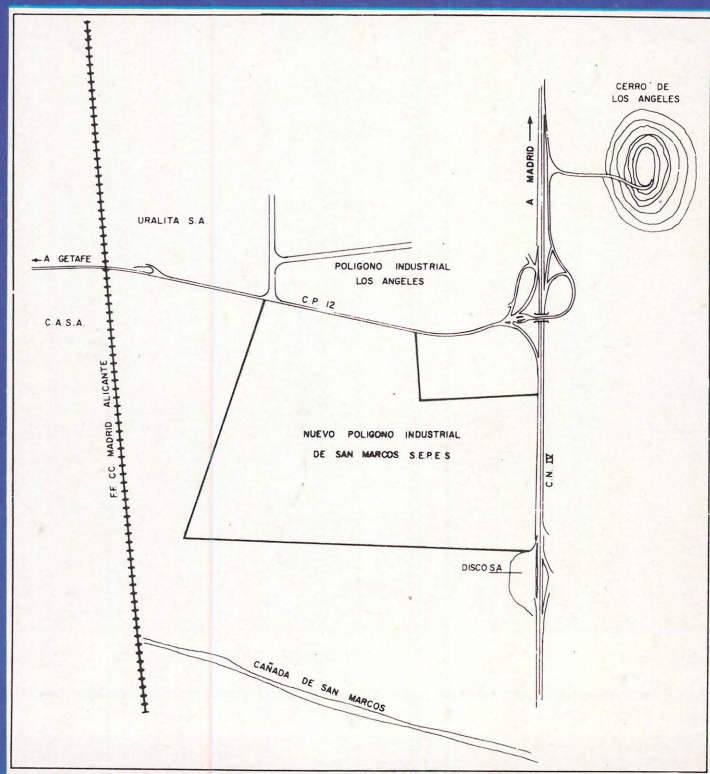 CERRO DE
LOS ANGELES
A MADRID
URALITA S.A.
A GETAFE
POLIGONO INDUSTRIAL
LOS ANGELES
C.P. 12
C.A.S.A.
FF. CC. MADRID ALICANTE
NUEVO POLIGONO INDUSTRIAL
DE SAN MARCOS S.E.P.E.S
C.N. IV
DISCO S.A.
CAÑADA DE SAN MARCOS